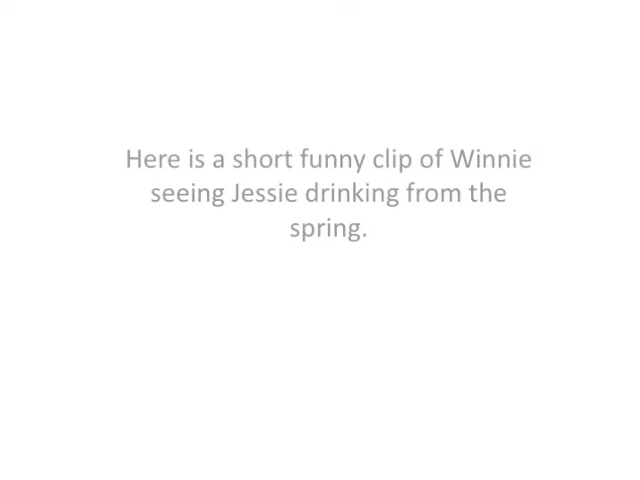 Here is a short funny clip of Winnie
seeing Jessie drinking from the
spring.